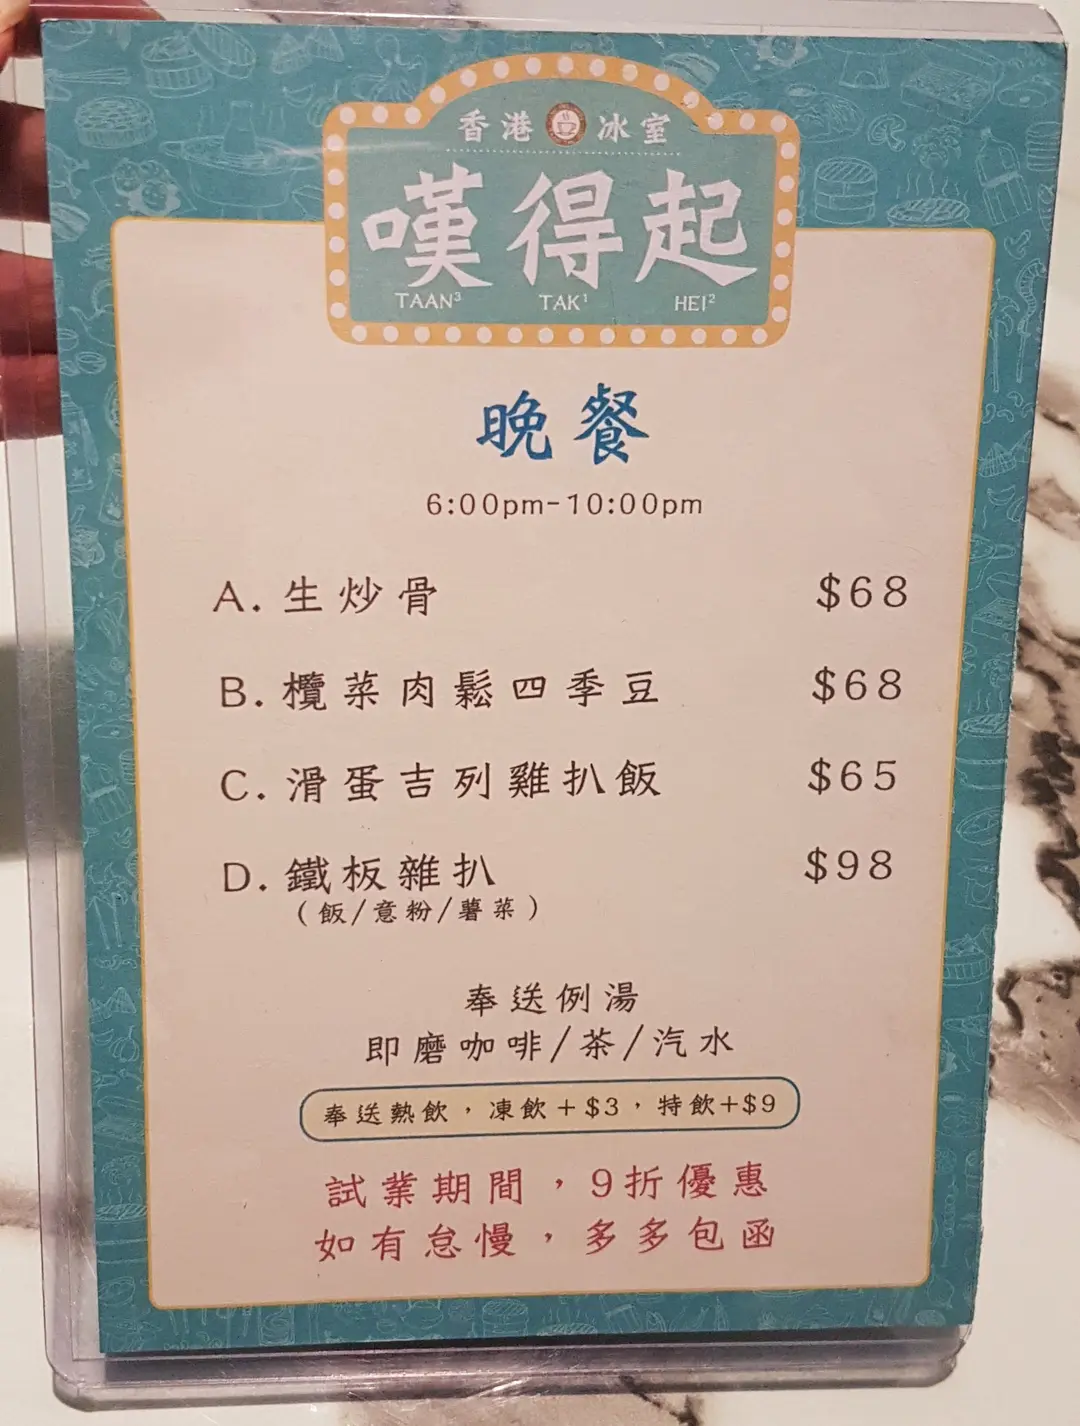 香港 冰室
嘆得起
TAAN³ TAK¹ HEI²
晚餐
6:00pm-10:00pm
A. 生炒骨 $68
B. 欖菜肉鬆四季豆 $68
C. 滑蛋吉列雞扒飯 $65
D. 鐵板雜扒 $98
(飯/意粉/薯菜)
奉送例湯
即磨咖啡/茶/汽水
奉送熱飲，凍飲+$3，特飲+$9
試業期間，9折優惠
如有怠慢，多多包函